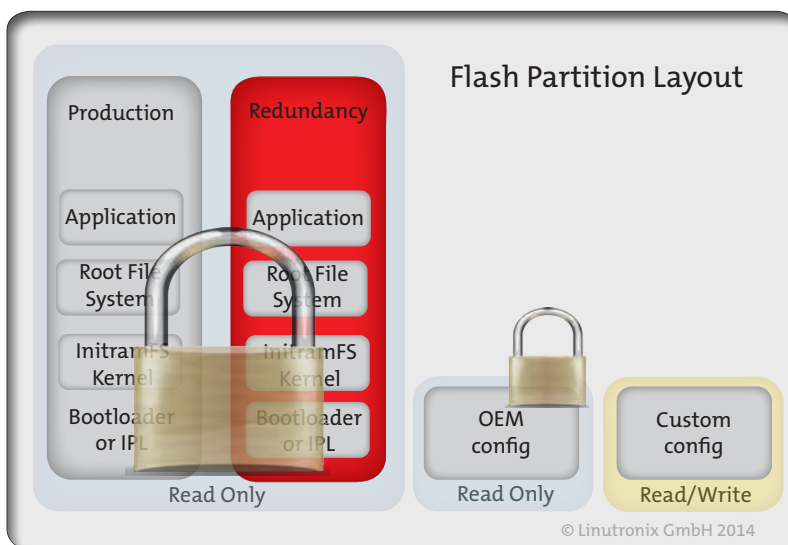 Flash Partition Layout
Production
Application
Root File
System
InitramFS
Kernel
Bootloader
or IPL
Redundancy
Application
Root File
System
InitramFS
Kernel
Bootloader
or IPL
Read Only
OEM
config
Read Only
Custom
config
Read/Write
© Linutronix GmbH 2014